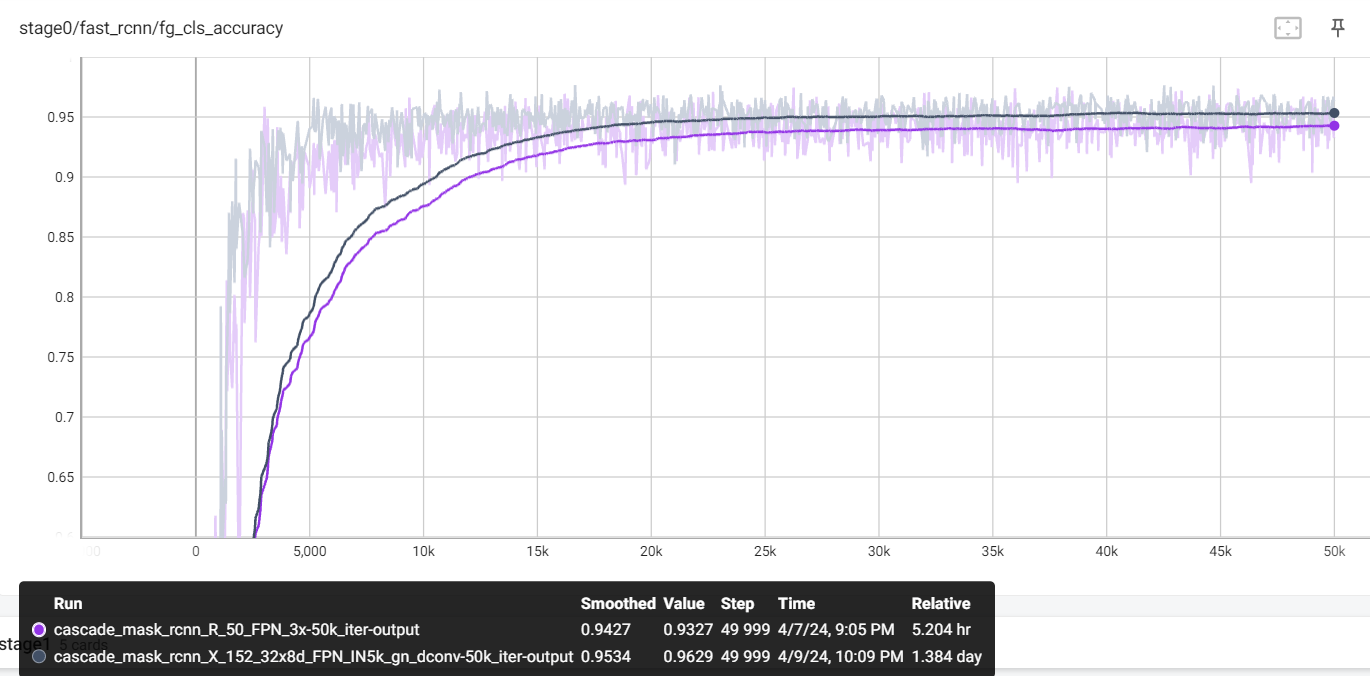 stage0/fast_rcnn/fg_cls_accuracy
0.95
0.9
0.85
0.8
0.75
0.7
0.65
0 5,000 10k 15k 20k 25k 30k 35k 40k 45k 50k
Run Smoothed Value Step Time Relative
cascade_mask_rcnn_R_50_FPN_3x-50k_iter-output 0.9427 0.9327 49 999 4/7/24, 9:05 PM 5.204 hr
stage1 5 cards
cascade_mask_rcnn_X_152_32x8d_FPN_IN5k_gn_dconv-50k_iter-output 0.9534 0.9629 49 999 4/9/24, 10:09 PM 1.384 day